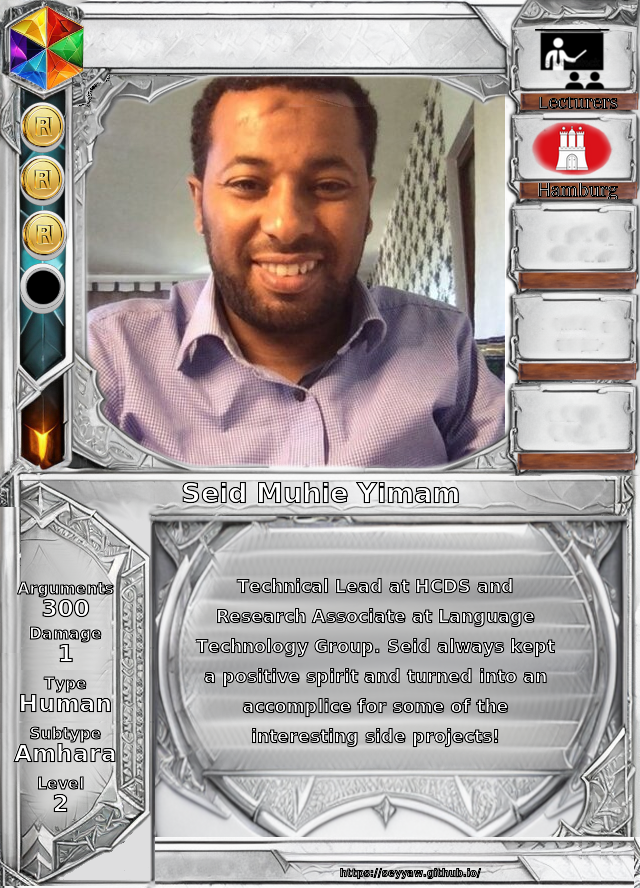 Lecturers
R
R
Hamburg
R
Seid Muhie Yimam
Arguments
300
Damage
1
Type
Human
Subtype
Amhara
Level
2
Technical Lead at HCDS and
Research Associate at Language
Technology Group. Seid always kept
a positive spirit and turned into an
accomplice for some of the
interesting side projects!
https://seyyaw.github.io/